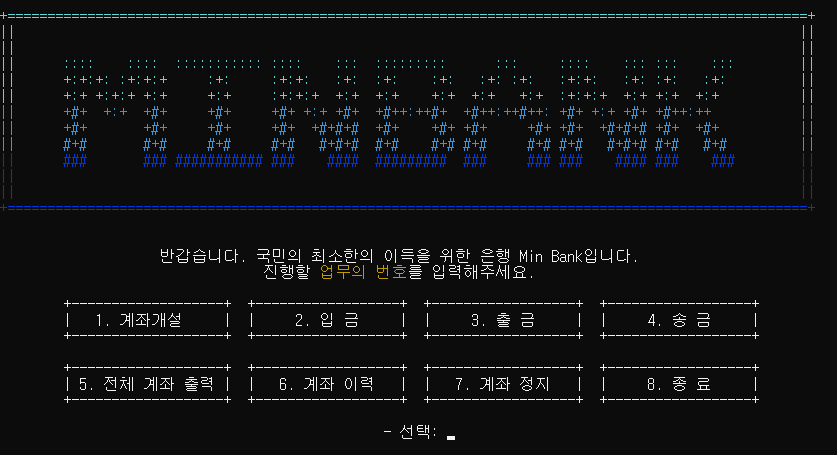 MINBANK
반갑습니다. 국민의 최소한의 이득을 위한 은행 Min Bank입니다.
진행할 업무의 번호를 입력해주세요.
1. 계좌개설 2. 입 금 3. 출 금 4. 송 금
5. 전체 계좌 출력 6. 계좌 이력 7. 계좌 정지 8. 종 료
- 선택: